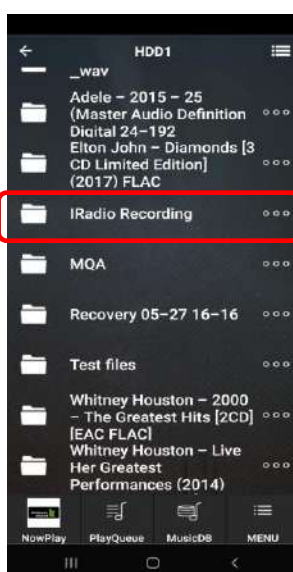 HDD1
_wav
Adele – 2015 – 25
(Master Audio Definition
Digital 24–192
Elton John – Diamonds [3
CD Limited Edition]
(2017) FLAC
IRadio Recording
MQA
Recovery 05–27 16–16
Test files
Whitney Houston – 2000
– The Greatest Hits [2CD]
[EAC FLAC]
Whitney Houston – Live
Her Greatest
Performances (2014)
NowPlay PlayQueue MusicDB MENU